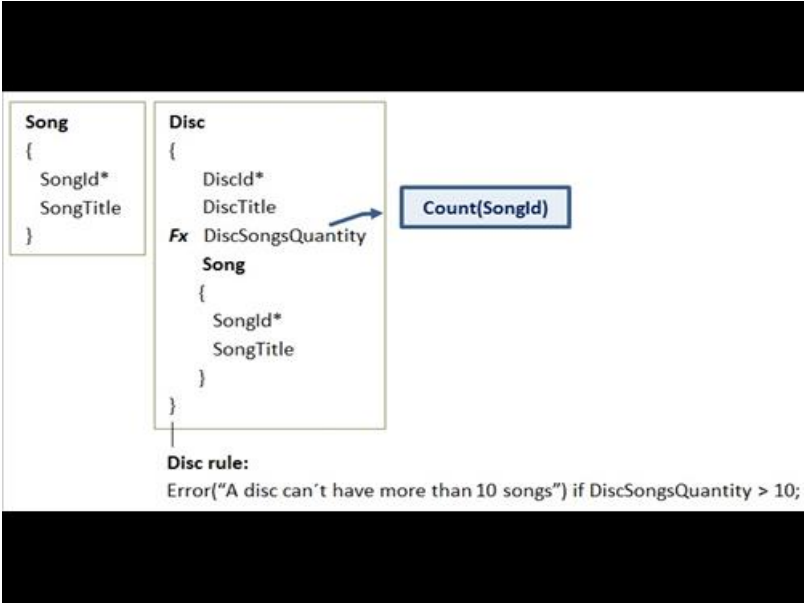 Song
{
SongId*
SongTitle
}
Disc
{
DiscId*
DiscTitle
Fx DiscSongsQuantity
Song
{
SongId*
SongTitle
}
}
Count(SongId)
Disc rule:
Error(“A disc can´t have more than 10 songs”) if DiscSongsQuantity > 10;